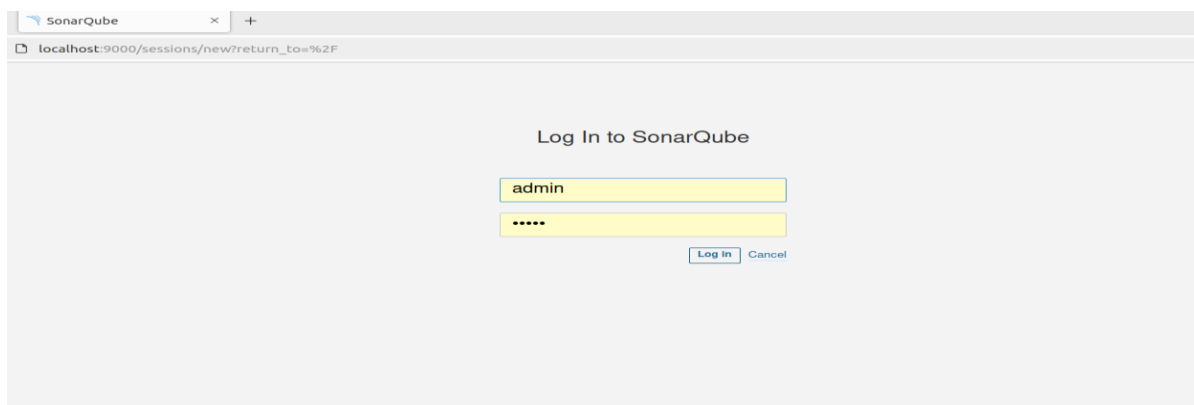 SonarQube × +
localhost:9000/sessions/new?return_to=%2F
Log In to SonarQube
admin
•••••
Log In Cancel